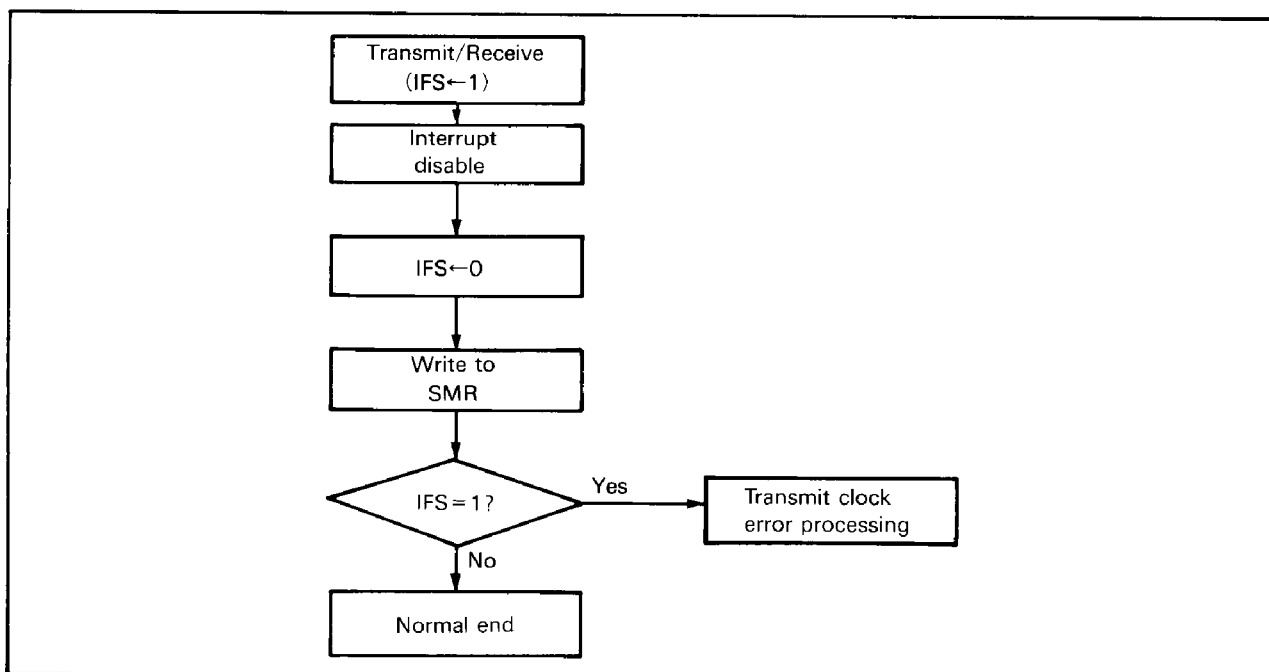 Transmit/Receive
(IFS←1)
Interrupt
disable
IFS←0
Write to
SMR
IFS=1?
Yes
Transmit clock
error processing
No
Normal end